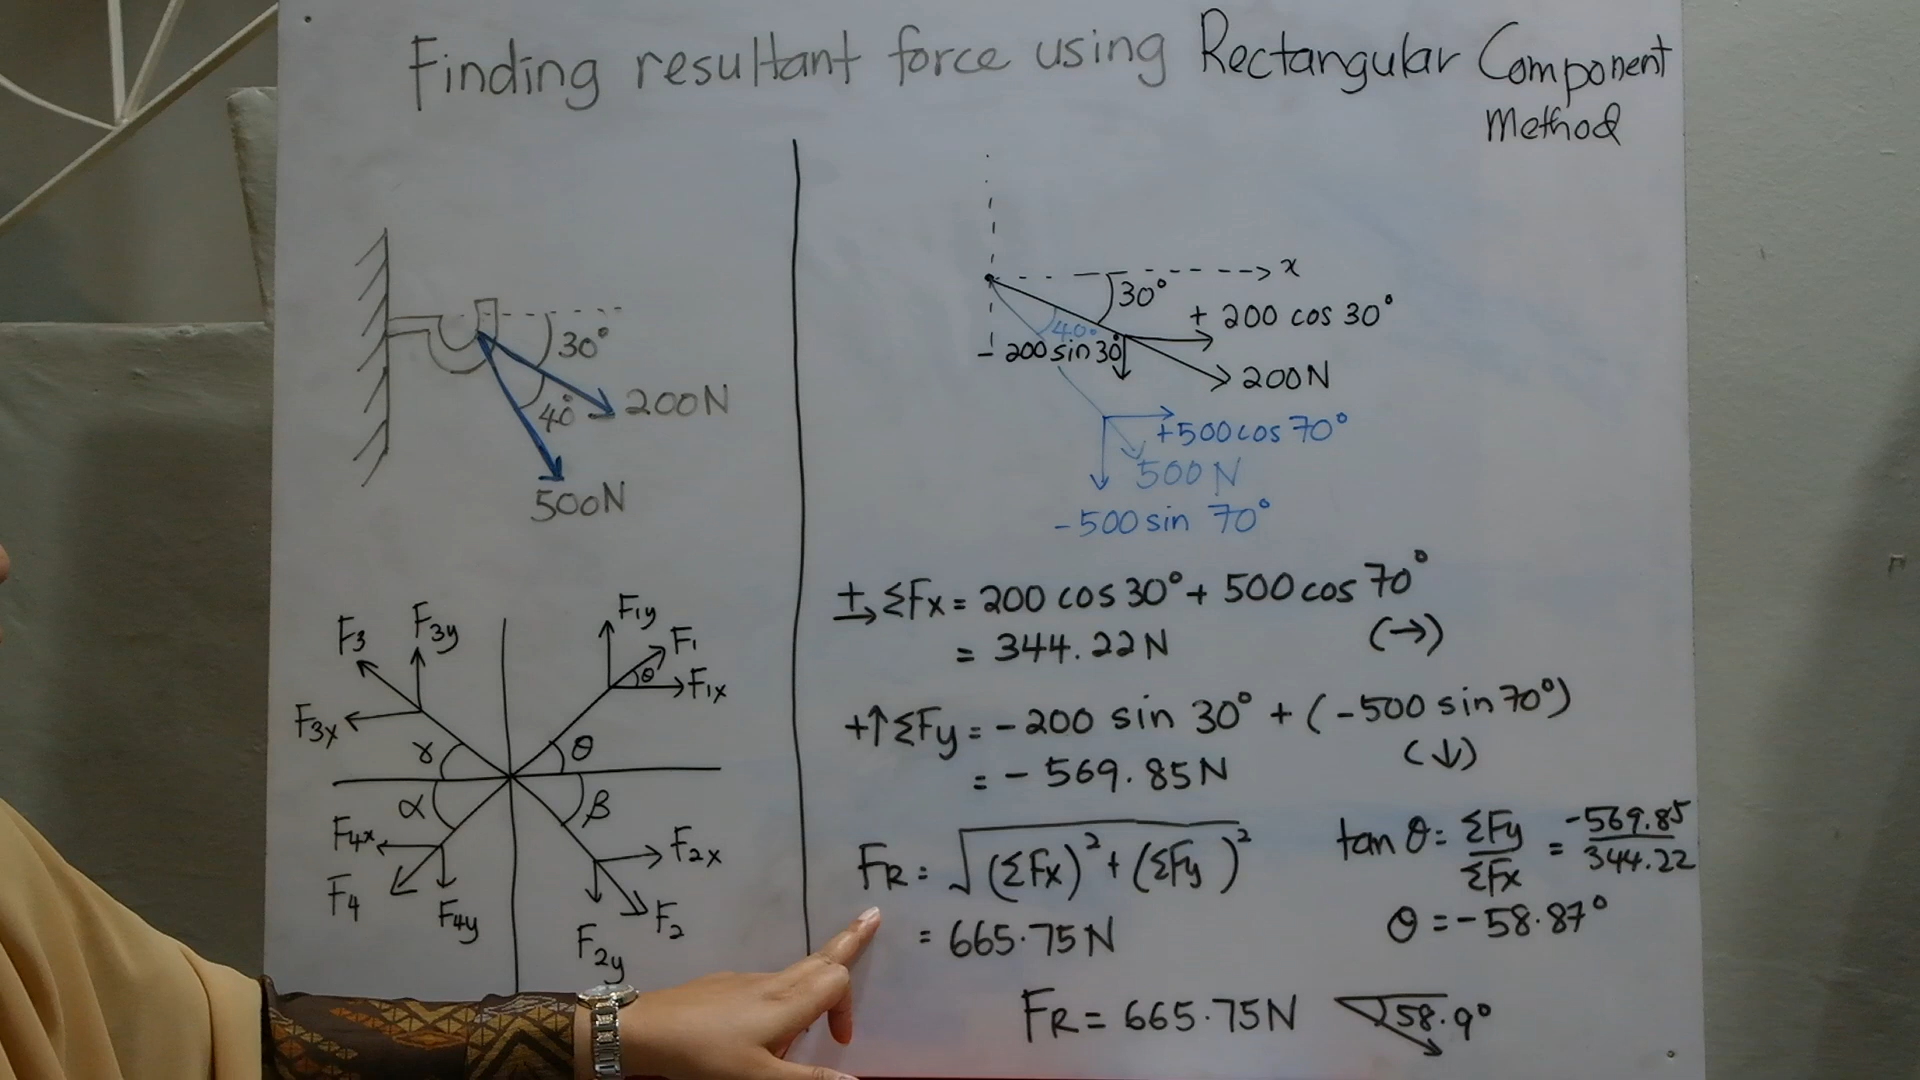 Finding resultant force using Rectangular Component
Method
30°
40°
200N
500N
F3
F3y
F1y
F1
θ
F1x
F3x
γ
θ
α
β
F4x
F2x
F4
F4y
F2
F2y
x
30°
+ 200 cos 30°
40°
- 200 sin 30°
200N
+500cos 70°
500N
-500 sin 70°
+→ ΣFx = 200 cos 30° + 500 cos 70°
= 344.22N (→)
+↑ ΣFy = -200 sin 30° + (-500 sin 70°)
= - 569.85N (↓)
FR = √(ΣFx)² + (ΣFy)²
= 665.75N
tan θ = ΣFy/ΣFx = -569.85/344.22
θ = -58.87°
FR = 665.75N 58.9°